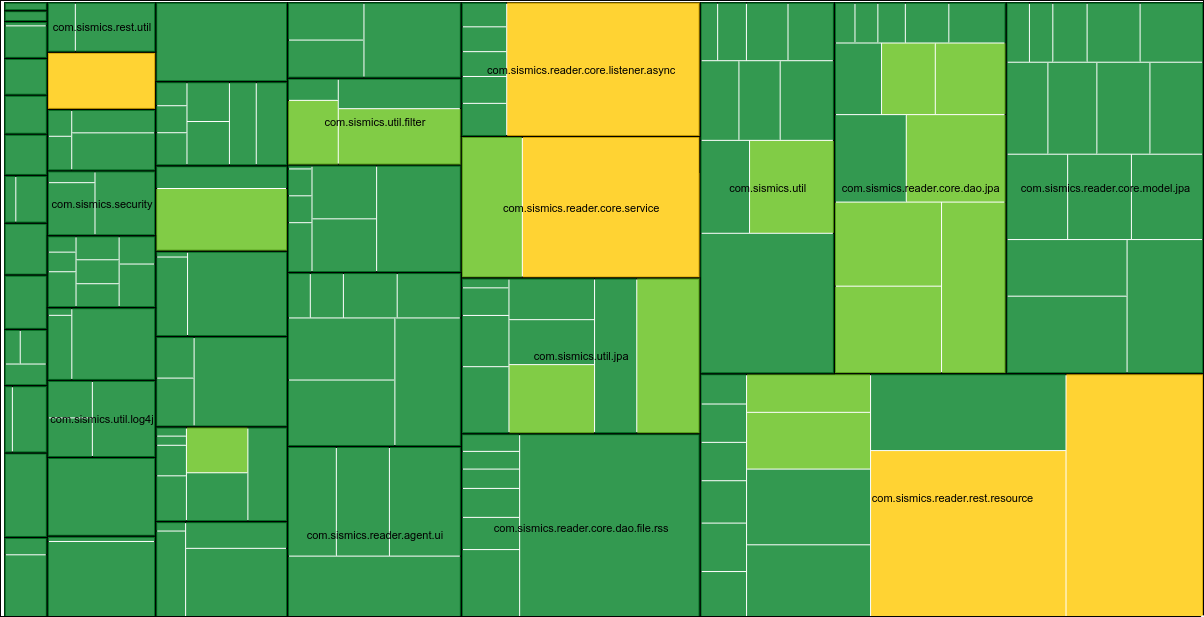 com.sismics.rest.util
com.sismics.reader.core.listener.async
com.sismics.util.filter
com.sismics.util
com.sismics.reader.core.dao.jpa
com.sismics.reader.core.model.jpa
com.sismics.security
com.sismics.reader.core.service
com.sismics.util.jpa
com.sismics.util.log4j
com.sismics.reader.rest.resource
com.sismics.reader.core.dao.file.rss
com.sismics.reader.agent.ui